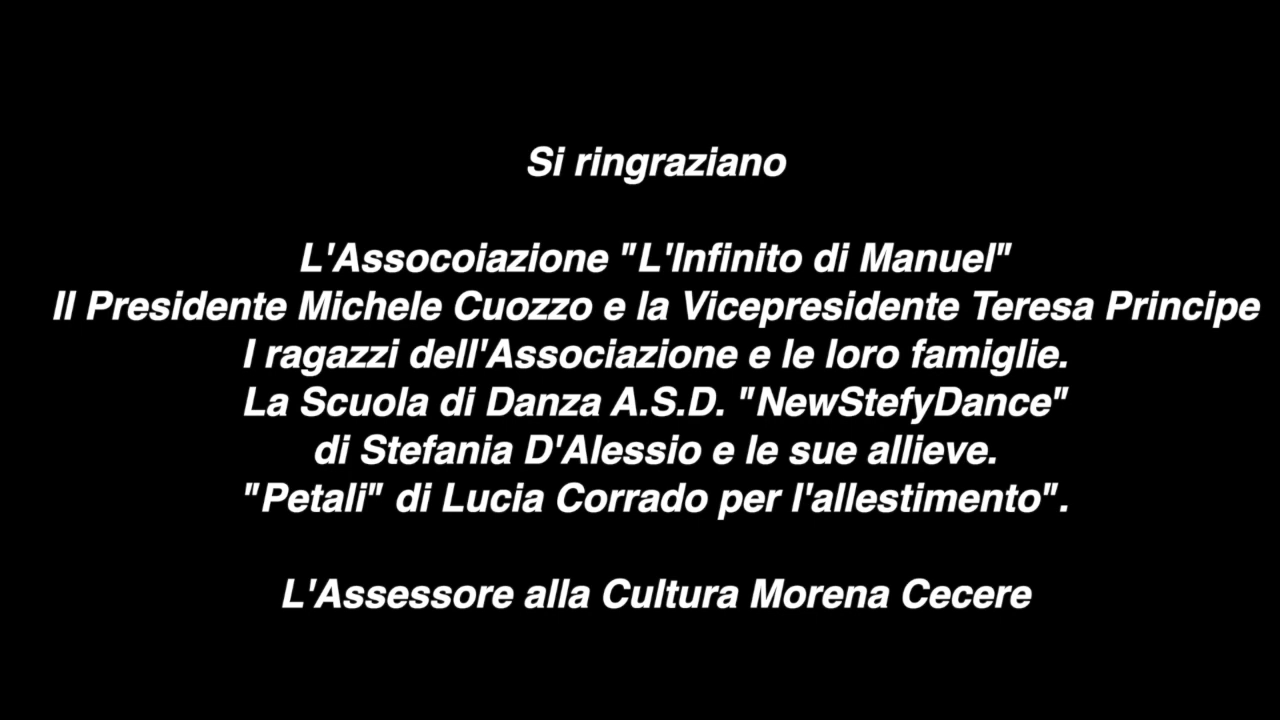 Si ringraziano
L'Assocoiazione "L'Infinito di Manuel"
Il Presidente Michele Cuozzo e la Vicepresidente Teresa Principe
I ragazzi dell'Associazione e le loro famiglie.
La Scuola di Danza A.S.D. "NewStefyDance"
di Stefania D'Alessio e le sue allieve.
"Petali" di Lucia Corrado per l'allestimento".
L'Assessore alla Cultura Morena Cecere